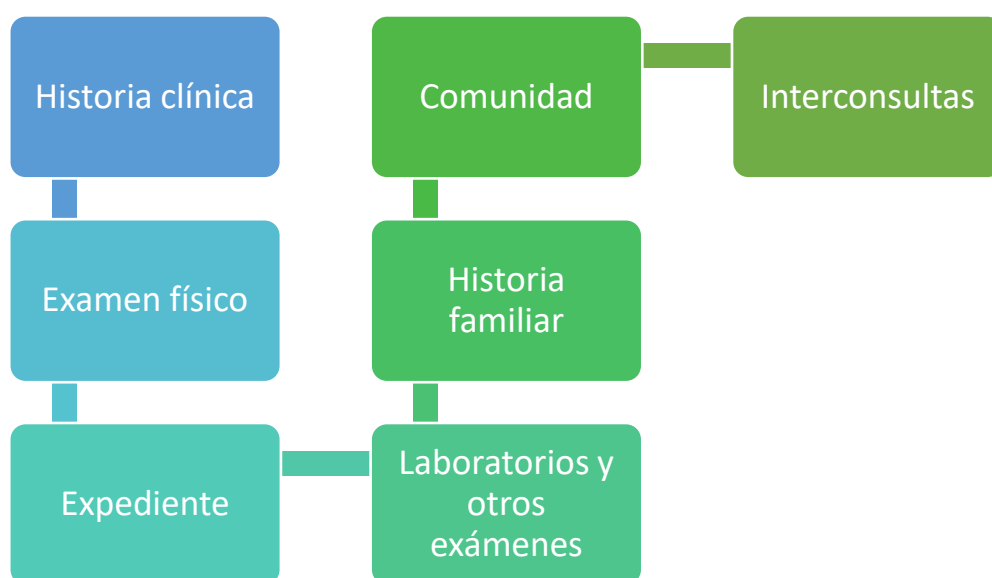 Historia clínica
Examen físico
Expediente
Laboratorios y
otros
exámenes
Historia
familiar
Comunidad
Interconsultas